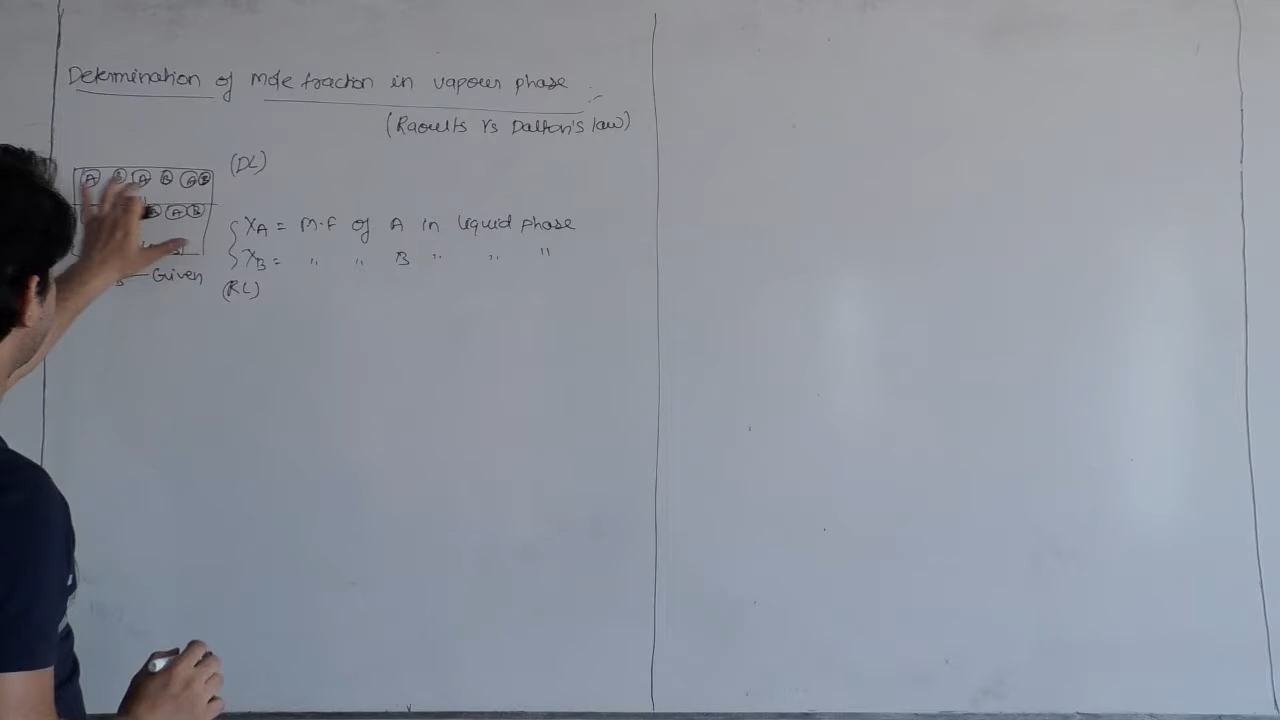 Determination of mole fraction in vapour phase :-
(Raoults vs Dalton's law)
(DL)
A B A B A B
B A B
XA = M.F of A in liquid phase
XB = " " B " " "
B — Given
(RL)